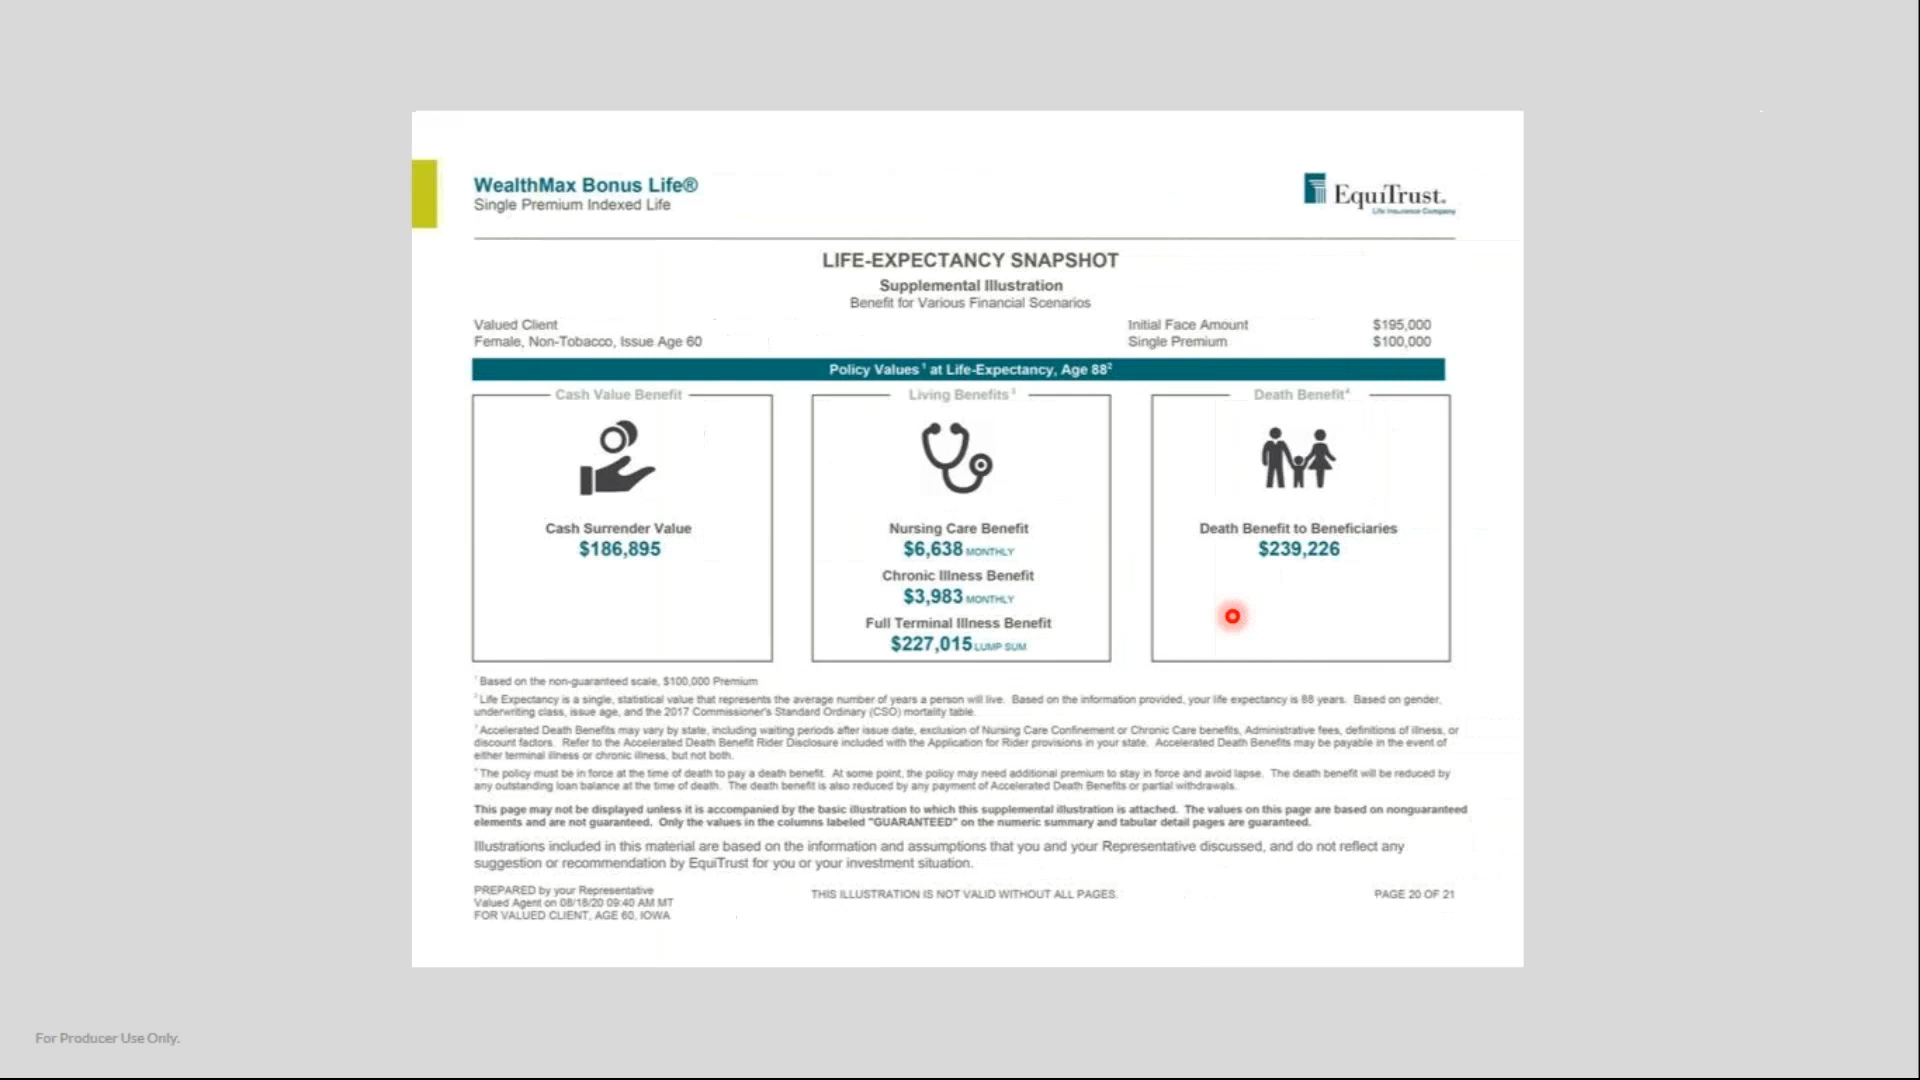 WealthMax Bonus Life®
Single Premium Indexed Life
EquiTrust.
Life Insurance Company
LIFE-EXPECTANCY SNAPSHOT
Supplemental Illustration
Benefit for Various Financial Scenarios
Valued Client
Female, Non-Tobacco, Issue Age 60
Initial Face Amount $195,000
Single Premium $100,000
Policy Values¹ at Life-Expectancy, Age 88²
Cash Value Benefit
Cash Surrender Value
$186,895
Living Benefits³
Nursing Care Benefit
$6,638 MONTHLY
Chronic Illness Benefit
$3,983 MONTHLY
Full Terminal Illness Benefit
$227,015 LUMP SUM
Death Benefit⁴
Death Benefit to Beneficiaries
$239,226
¹ Based on the non-guaranteed scale, $100,000 Premium
² Life Expectancy is a single, statistical value that represents the average number of years a person will live. Based on the information provided, your life expectancy is 88 years. Based on gender,
underwriting class, issue age, and the 2017 Commissioner's Standard Ordinary (CSO) mortality table.
³ Accelerated Death Benefits may vary by state, including waiting periods after issue date, exclusion of Nursing Care Confinement or Chronic Care benefits, Administrative fees, definitions of illness, or
discount factors. Refer to the Accelerated Death Benefit Rider Disclosure included with the Application for Rider provisions in your state. Accelerated Death Benefits may be payable in the event of
either terminal illness or chronic illness, but not both.
⁴ The policy must be in force at the time of death to pay a death benefit. At some point, the policy may need additional premium to stay in force and avoid lapse. The death benefit will be reduced by
any outstanding loan balance at the time of death. The death benefit is also reduced by any payment of Accelerated Death Benefits or partial withdrawals.
This page may not be displayed unless it is accompanied by the basic illustration to which this supplemental illustration is attached. The values on this page are based on nonguaranteed
elements and are not guaranteed. Only the values in the columns labeled "GUARANTEED" on the numeric summary and tabular detail pages are guaranteed.
Illustrations included in this material are based on the information and assumptions that you and your Representative discussed, and do not reflect any
suggestion or recommendation by EquiTrust for you or your investment situation.
PREPARED by your Representative
Valued Agent on 08/18/20 09:40 AM MT
FOR VALUED CLIENT, AGE 60, IOWA
THIS ILLUSTRATION IS NOT VALID WITHOUT ALL PAGES.
PAGE 20 OF 21
For Producer Use Only.